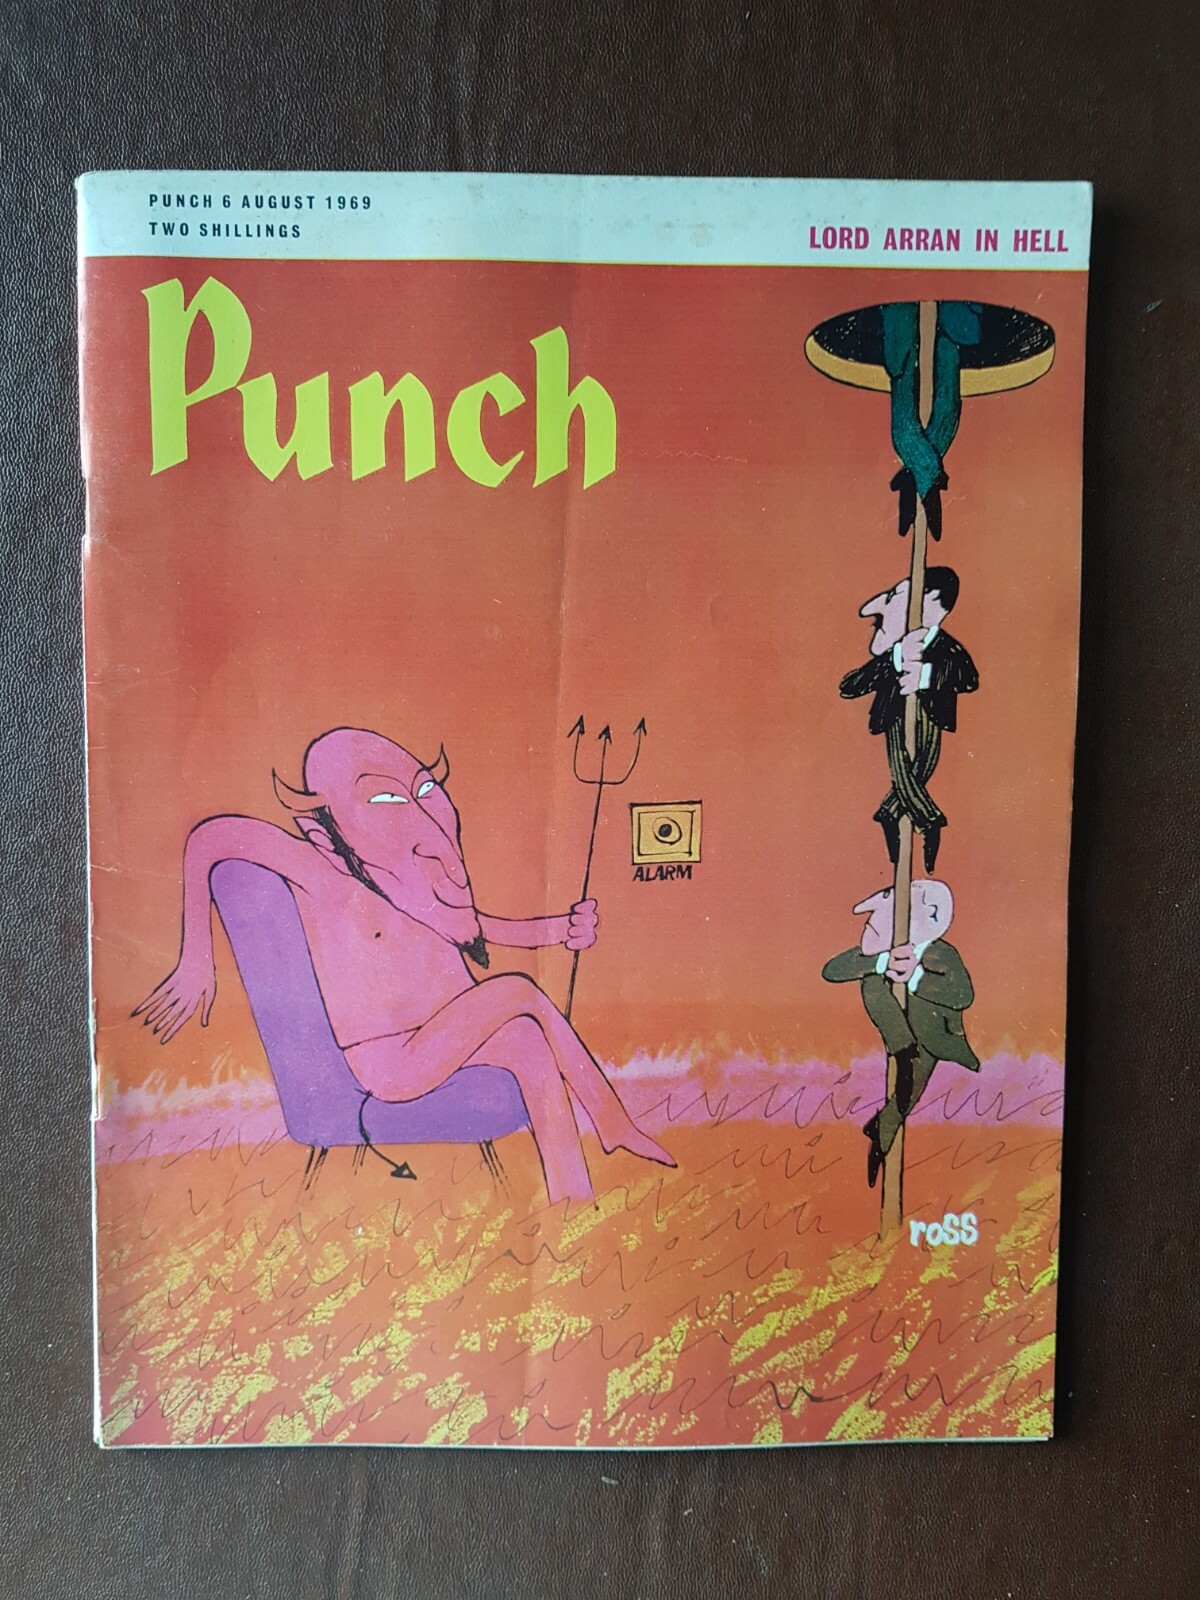 PUNCH 6 AUGUST 1969
TWO SHILLINGS
LORD ARRAN IN HELL
Punch
ALARM
roSS